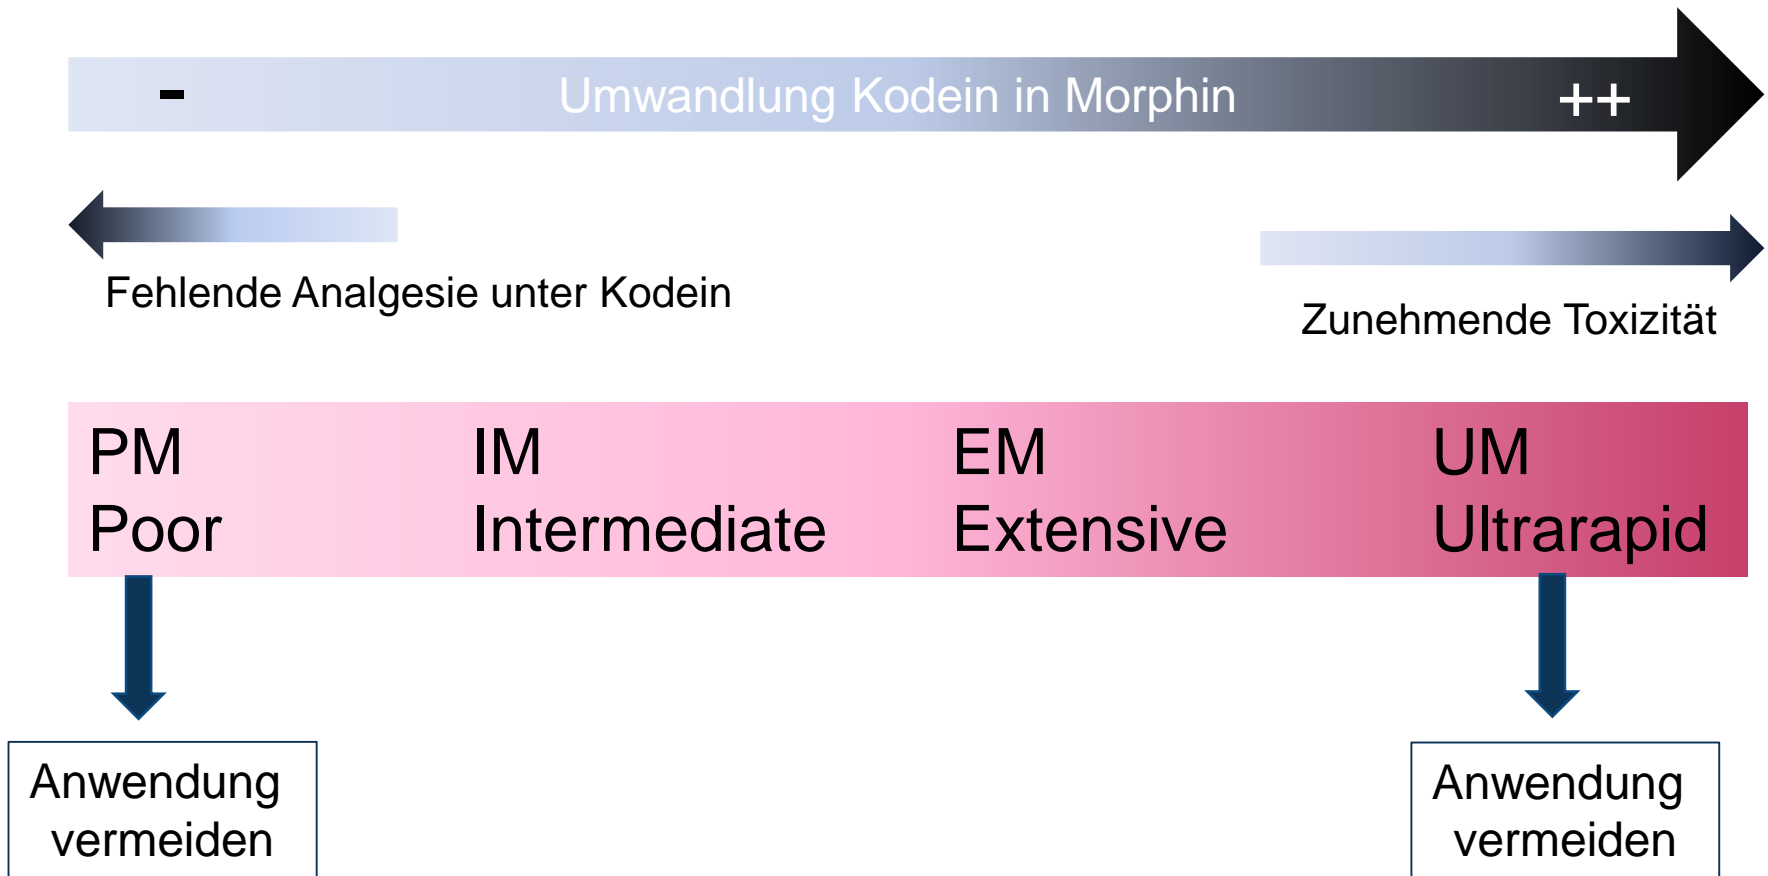 - Umwandlung Kodein in Morphin ++
Fehlende Analgesie unter Kodein
Zunehmende Toxizität
PM IM EM UM
Poor Intermediate Extensive Ultrarapid
Anwendung
vermeiden
Anwendung
vermeiden